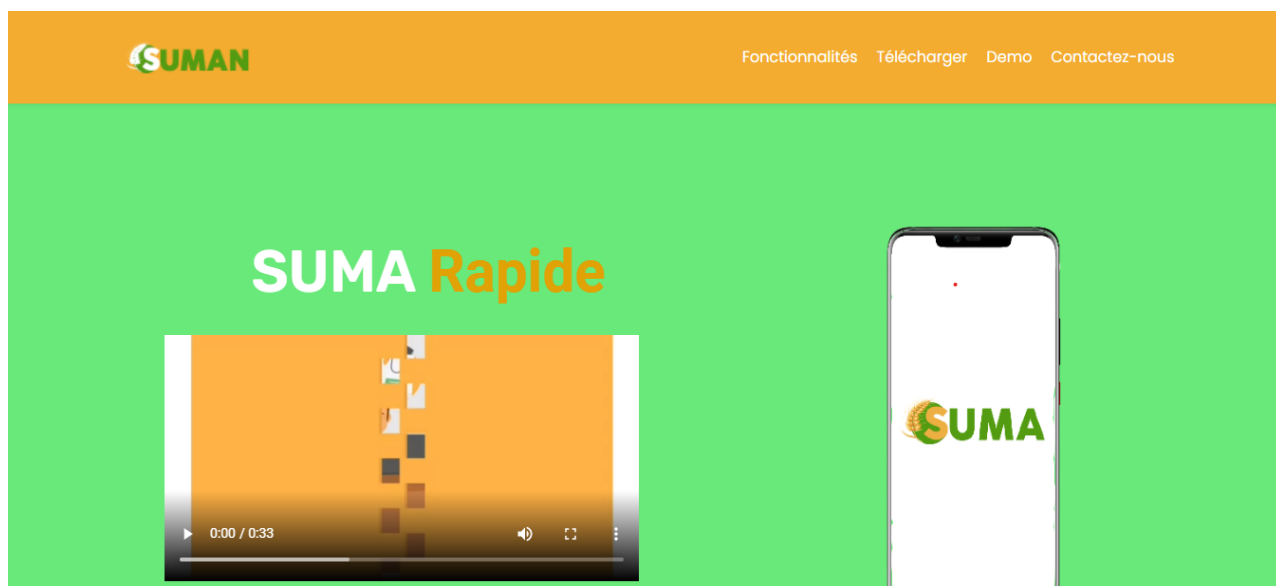 SUMAN
Fonctionnalités Télécharger Demo Contactez-nous
SUMA Rapide
SUMA
0:00 / 0:33